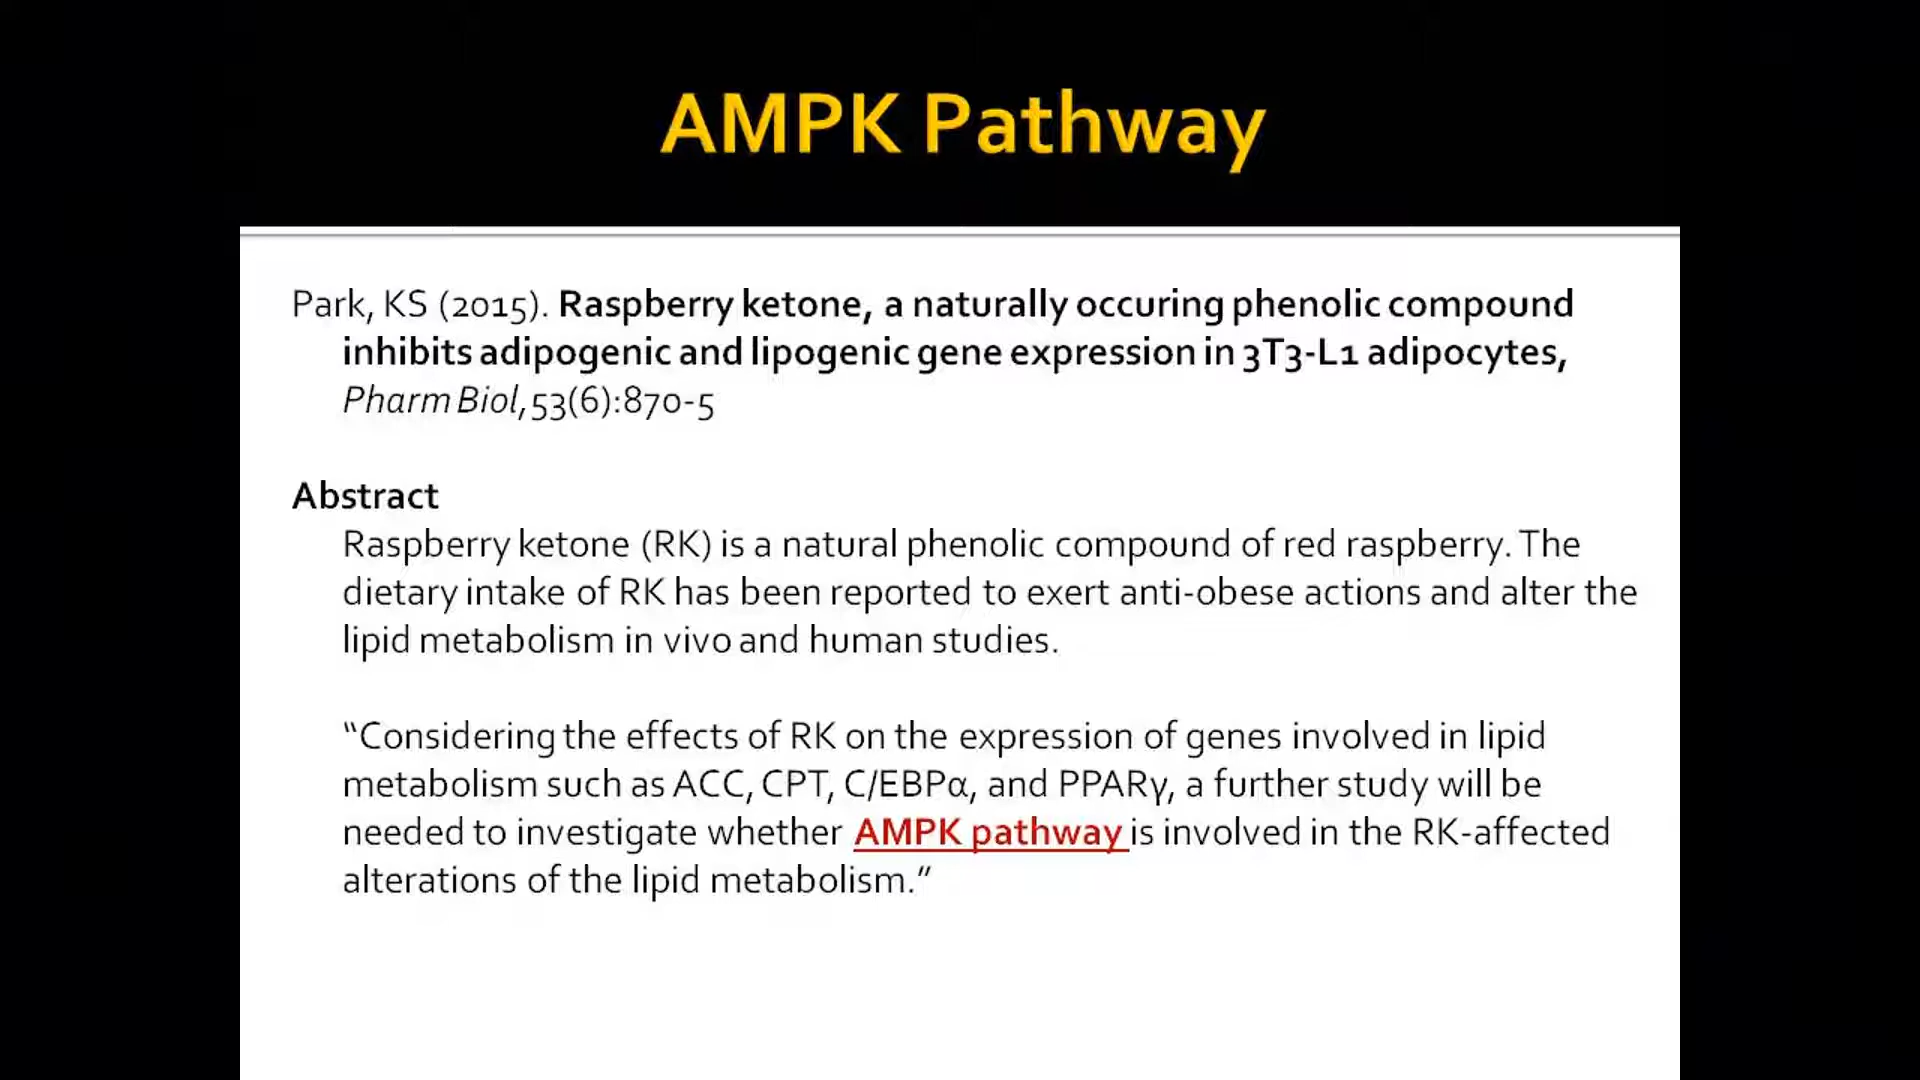 AMPK Pathway
Park, KS (2015). Raspberry ketone, a naturally occuring phenolic compound
inhibits adipogenic and lipogenic gene expression in 3T3-L1 adipocytes,
Pharm Biol, 53(6):870-5
Abstract
Raspberry ketone (RK) is a natural phenolic compound of red raspberry. The
dietary intake of RK has been reported to exert anti-obese actions and alter the
lipid metabolism in vivo and human studies.
“Considering the effects of RK on the expression of genes involved in lipid
metabolism such as ACC, CPT, C/EBPα, and PPARγ, a further study will be
needed to investigate whether AMPK pathway is involved in the RK-affected
alterations of the lipid metabolism.”